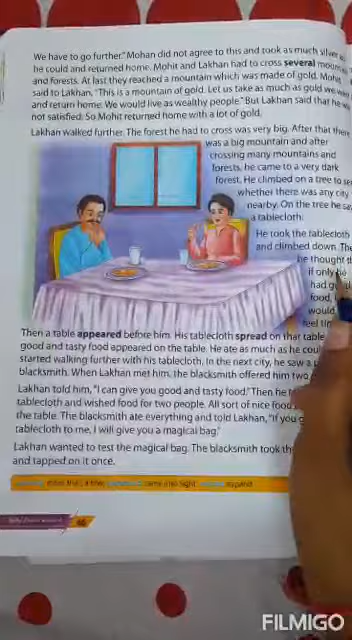 We have to go further." Mohan did not agree to this and took as much silver as
he could and returned home. Mohit and Lakhan had to cross several mountains
and forests. At last they reached a mountain which was made of gold. Mohit
said to Lakhan, "This is a mountain of gold. Let us take as much as gold we
and return home. We would live as wealthy people." But Lakhan said that he
not satisfied. So Mohit returned home with a lot of gold.
Lakhan walked further. The forest he had to cross was very big. After that there
was a big mountain and after
crossing many mountains and
forests, he came to a very dark
forest. He climbed on a tree to see
whether there was any city
nearby. On the tree he saw
a tablecloth.
He took the tablecloth
and climbed down. The
he thought
if only he
had
food,
would
feel
Then a table appeared before him. His tablecloth spread on that table
good and tasty food appeared on the table. He ate as much as he could
started walking further with his tablecloth. In the next city, he saw a
blacksmith. When Lakhan met him, the blacksmith offered him two
Lakhan told him, "I can give you good and tasty food." Then he
tablecloth and wished food for two people. All sort of nice food
the table. The blacksmith ate everything and told Lakhan, "If you
tablecloth to me, I will give you a magical bag."
Lakhan wanted to test the magical bag. The blacksmith took
and tapped on it once.
more than a few came into sight expand
46
FILMIGO